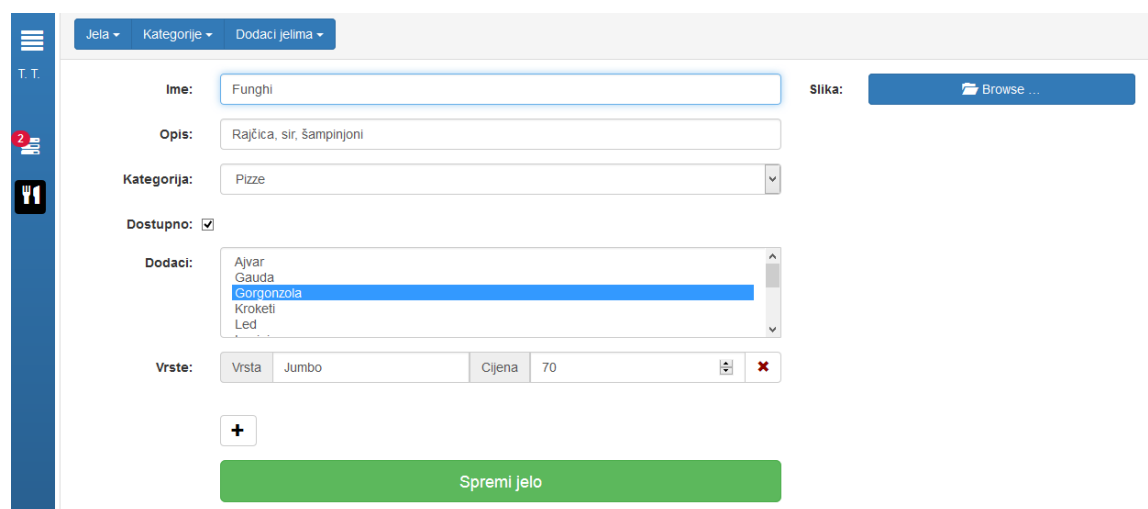 Jela Kategorije Dodaci jelima
T. T.
2
Ime: Funghi
Slika: Browse ...
Opis: Rajčica, sir, šampinjoni
Kategorija: Pizze
Dostupno:
Dodaci: Ajvar
Gauda
Gorgonzola
Kroketi
Led
Vrste: Vrsta Jumbo Cijena 70
Spremi jelo